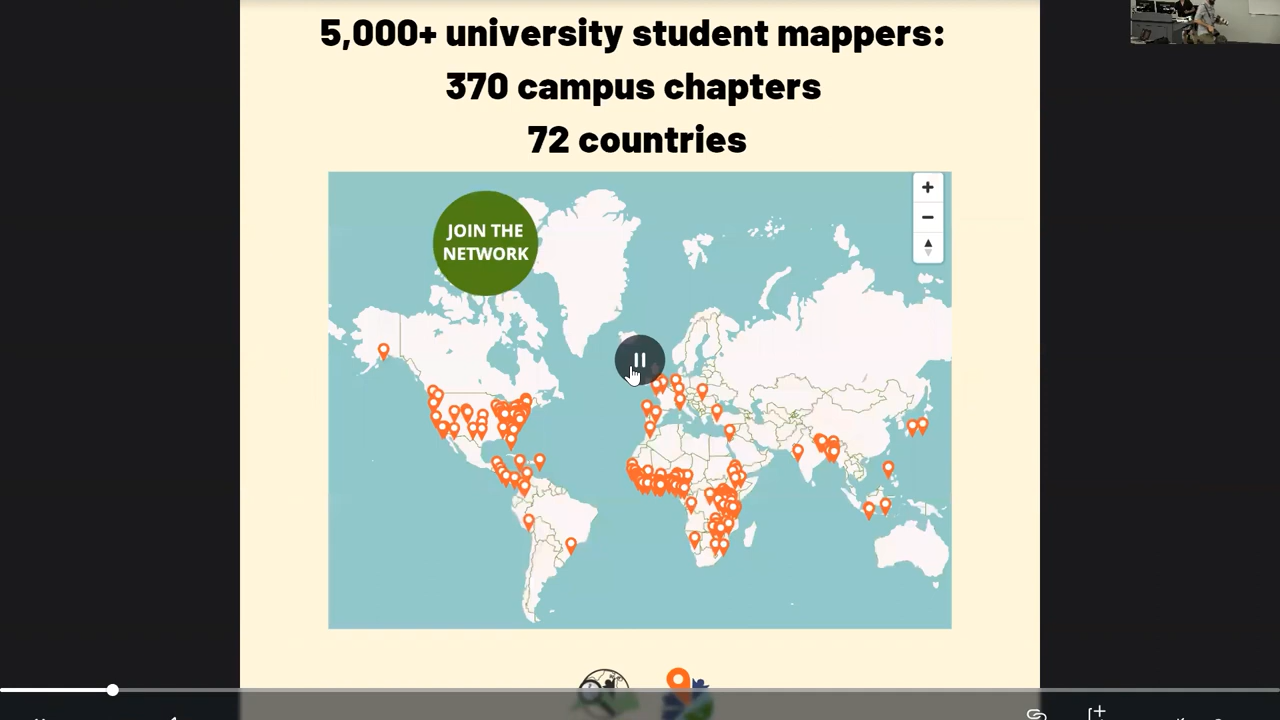 5,000+ university student mappers:
370 campus chapters
72 countries
JOIN THE
NETWORK